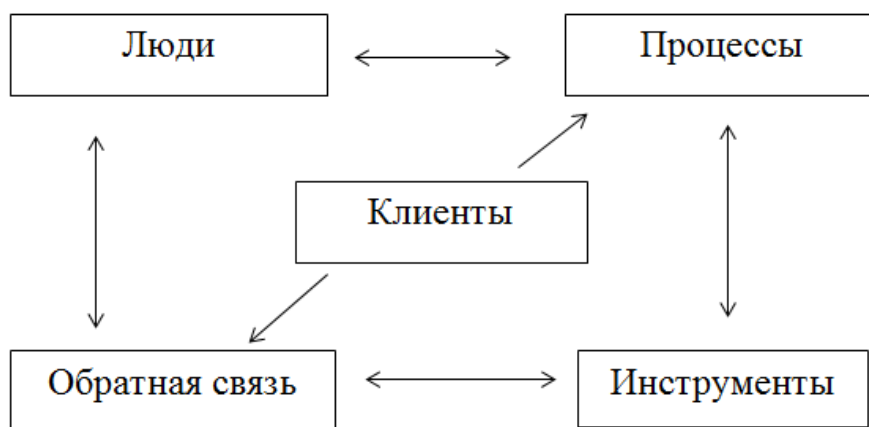 Люди
Процессы
Клиенты
Обратная связь
Инструменты